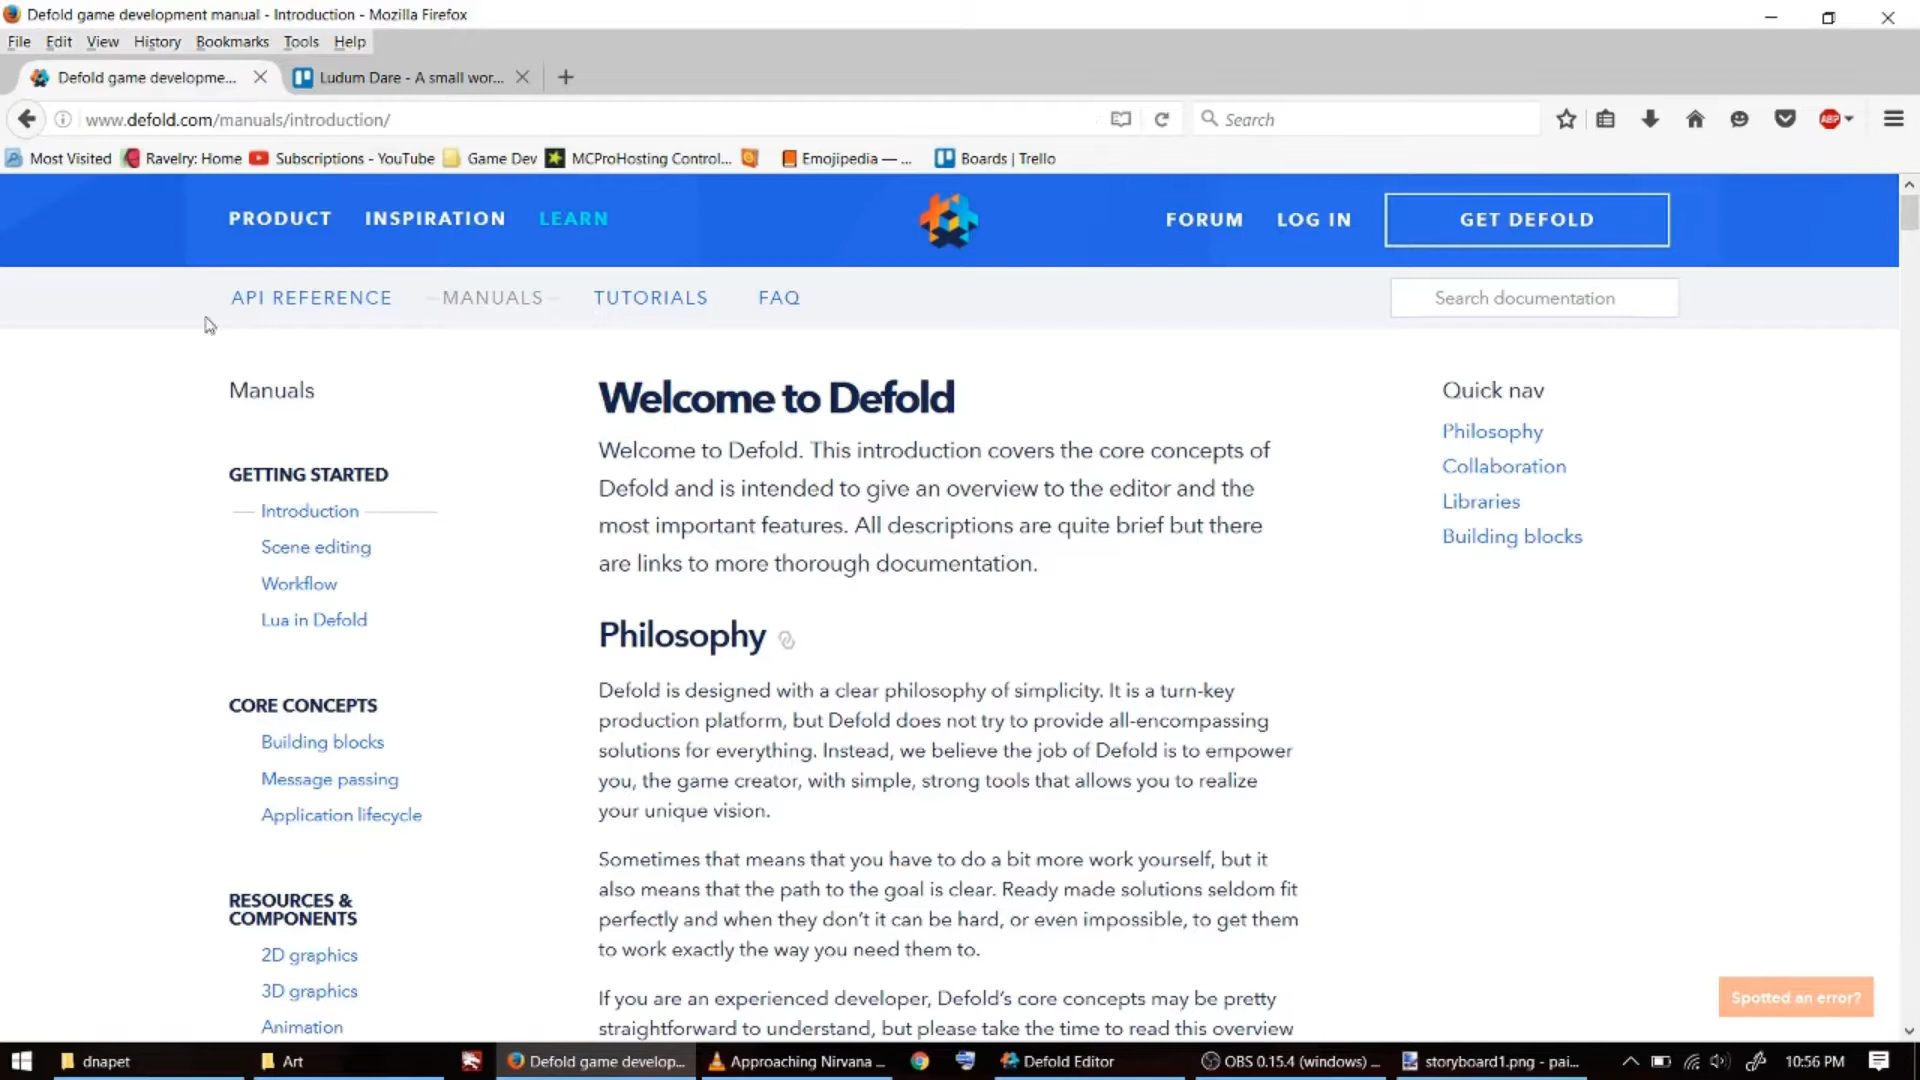 Defold game development manual - Introduction - Mozilla Firefox
File Edit View History Bookmarks Tools Help
Defold game developme... Ludum Dare - A small wor...
www.defold.com/manuals/introduction/ Search
Most Visited Ravelry: Home Subscriptions - YouTube Game Dev MCProHosting Control... Emojipedia — ... Boards | Trello
PRODUCT INSPIRATION LEARN FORUM LOG IN GET DEFOLD
API REFERENCE MANUALS TUTORIALS FAQ Search documentation
Manuals
GETTING STARTED
Introduction
Scene editing
Workflow
Lua in Defold
CORE CONCEPTS
Building blocks
Message passing
Application lifecycle
RESOURCES &
COMPONENTS
2D graphics
3D graphics
Animation
Welcome to Defold
Welcome to Defold. This introduction covers the core concepts of
Defold and is intended to give an overview to the editor and the
most important features. All descriptions are quite brief but there
are links to more thorough documentation.
Philosophy
Defold is designed with a clear philosophy of simplicity. It is a turn-key
production platform, but Defold does not try to provide all-encompassing
solutions for everything. Instead, we believe the job of Defold is to empower
you, the game creator, with simple, strong tools that allows you to realize
your unique vision.
Sometimes that means that you have to do a bit more work yourself, but it
also means that the path to the goal is clear. Ready made solutions seldom fit
perfectly and when they don't it can be hard, or even impossible, to get them
to work exactly the way you need them to.
If you are an experienced developer, Defold's core concepts may be pretty
straightforward to understand, but please take the time to read this overview
Quick nav
Philosophy
Collaboration
Libraries
Building blocks
Spotted an error?
dnapet Art Defold game develop... Approaching Nirvana ... Defold Editor OBS 0.15.4 (windows) ... storyboard1.png - pai... 10:56 PM
ABP